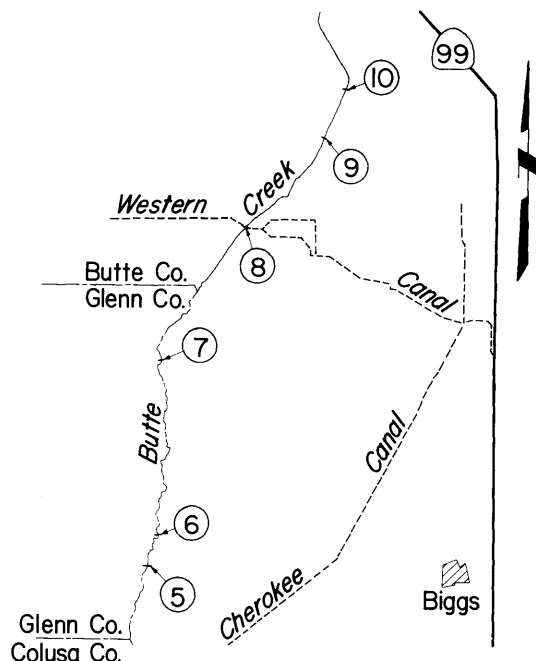 99
10
9
Creek
Western
8
Butte Co.
Glenn Co.
Canal
7
Butte
Canal
6
5
Biggs
Cherokee
Glenn Co.
Colusa Co.